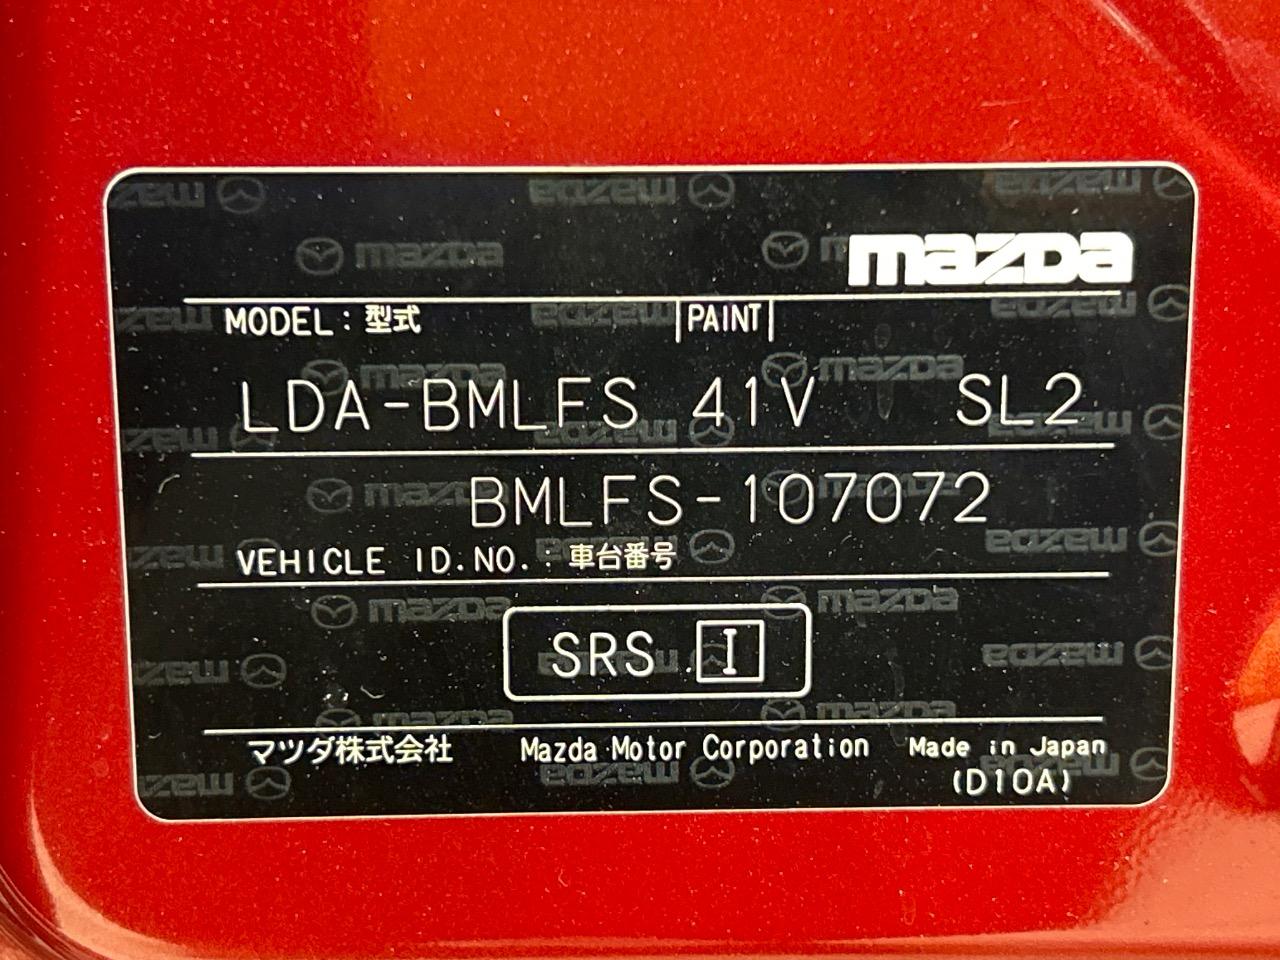 mazda
MODEL：型式 PAINT
LDA-BMLFS 41V SL2
BMLFS-107072
VEHICLE ID.NO.：車台番号
SRS I
マツダ株式会社 Mazda Motor Corporation Made in Japan
(D10A)